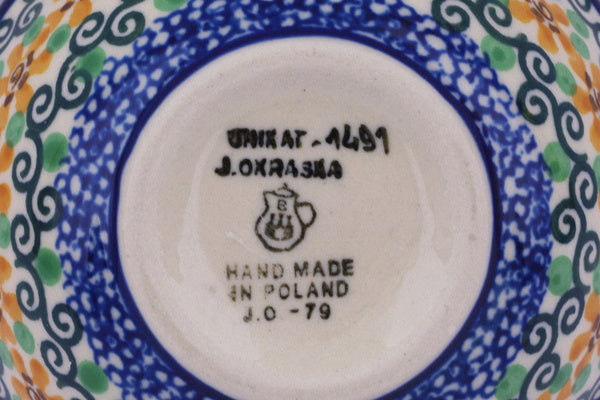 UNIKAT-1491
J.OKRASKA
B
HAND MADE
IN POLAND
J.O -79